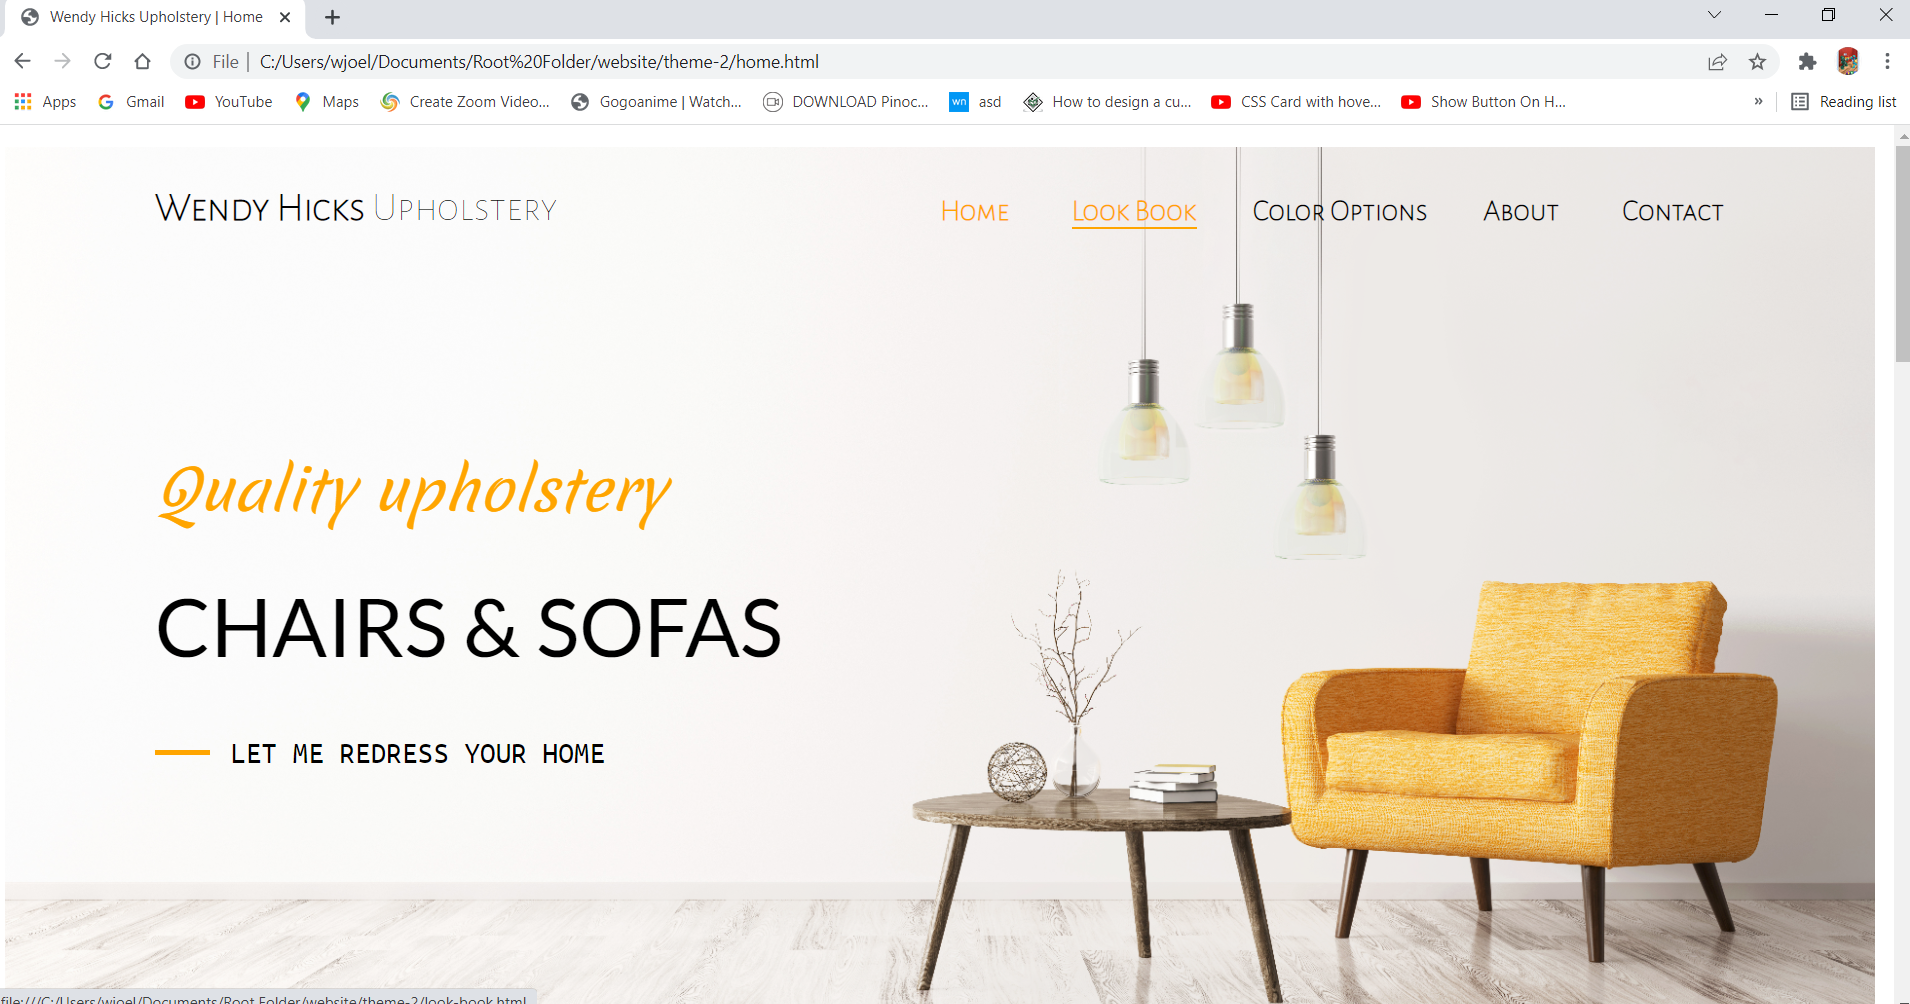 Wendy Hicks Upholstery | Home
File | C:/Users/wjoel/Documents/Root%20Folder/website/theme-2/home.html
Apps Gmail YouTube Maps Create Zoom Video... Gogoanime | Watch... DOWNLOAD Pinoc... wn asd How to design a cu... CSS Card with hove... Show Button On H... » Reading list
Wendy Hicks Upholstery Home Look Book Color Options About Contact
Quality upholstery
CHAIRS & SOFAS
LET ME REDRESS YOUR HOME
file:///C:/Users/wjoel/Documents/Root Folder/website/theme-2/look-book.html